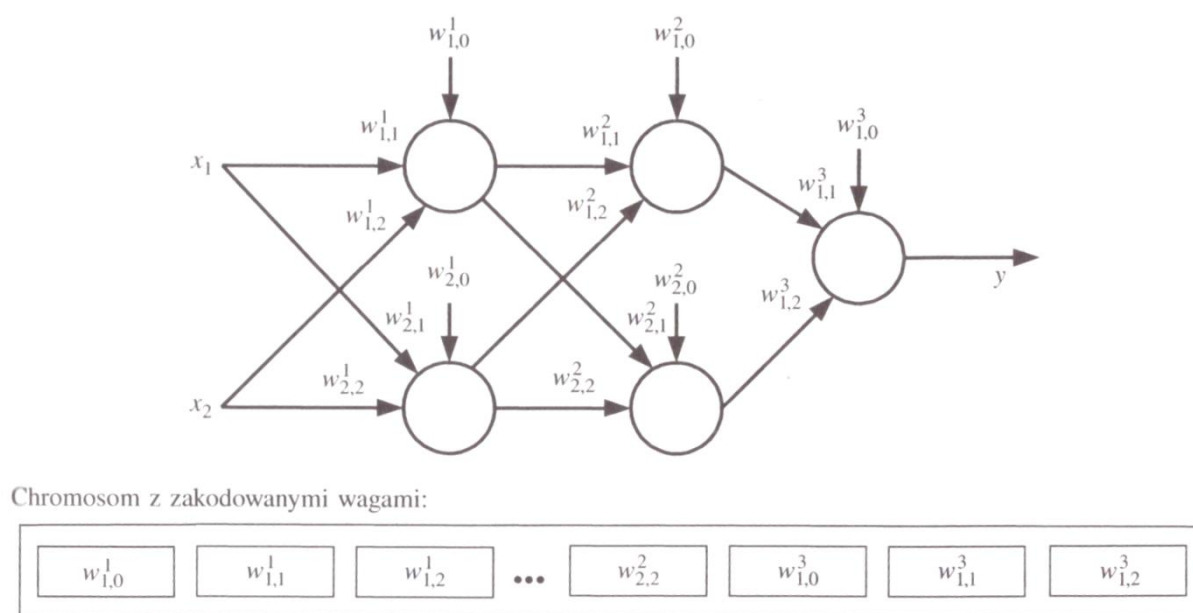 w¹₁,₀ w²₁,₀
w¹₁,₁ w²₁,₁ w³₁,₀
x₁ w³₁,₁
w¹₁,₂ w²₁,₂
w¹₂,₀ w²₂,₀
w¹₂,₁ w²₂,₁ w³₁,₂ y
w¹₂,₂ w²₂,₂
x₂
Chromosom z zakodowanymi wagami:
w¹₁,₀ w¹₁,₁ w¹₁,₂ ... w²₂,₂ w³₁,₀ w³₁,₁ w³₁,₂